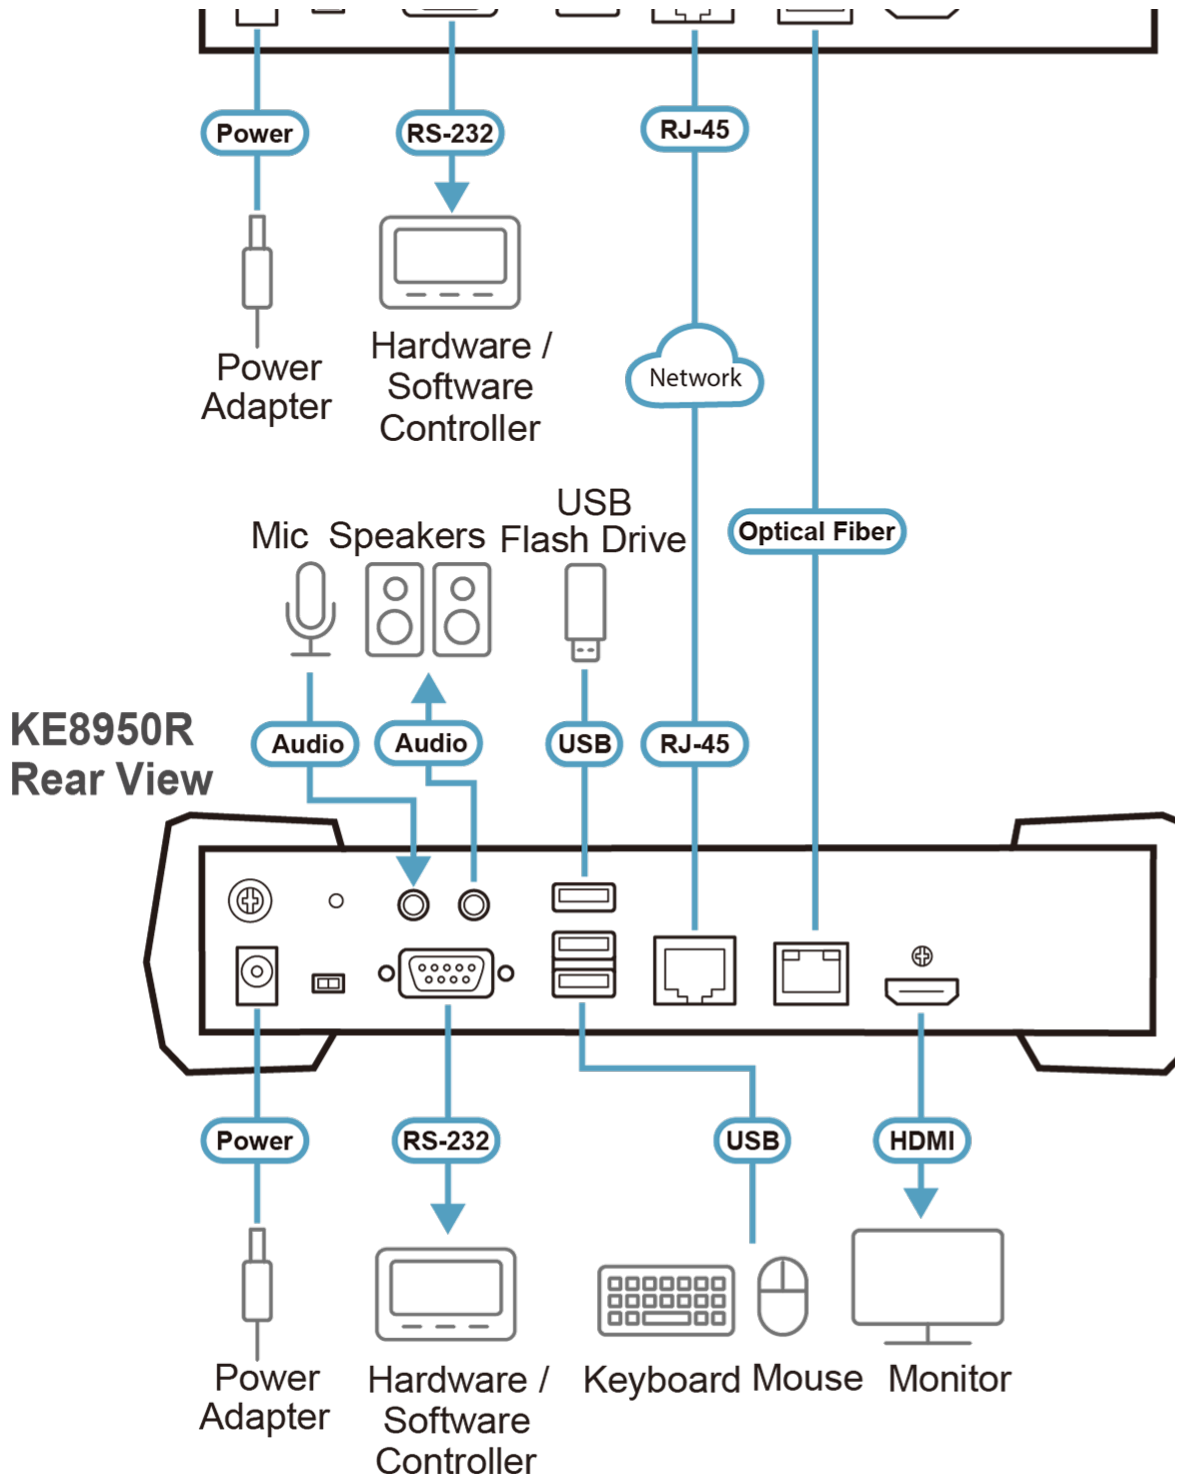 Power
RS-232
RJ-45
Power
Adapter
Hardware /
Software
Controller
Network
Optical Fiber
Mic
Speakers
USB
Flash Drive
KE8950R
Rear View
Audio
Audio
USB
RJ-45
Power
RS-232
USB
HDMI
Power
Adapter
Hardware /
Software
Controller
Keyboard
Mouse
Monitor